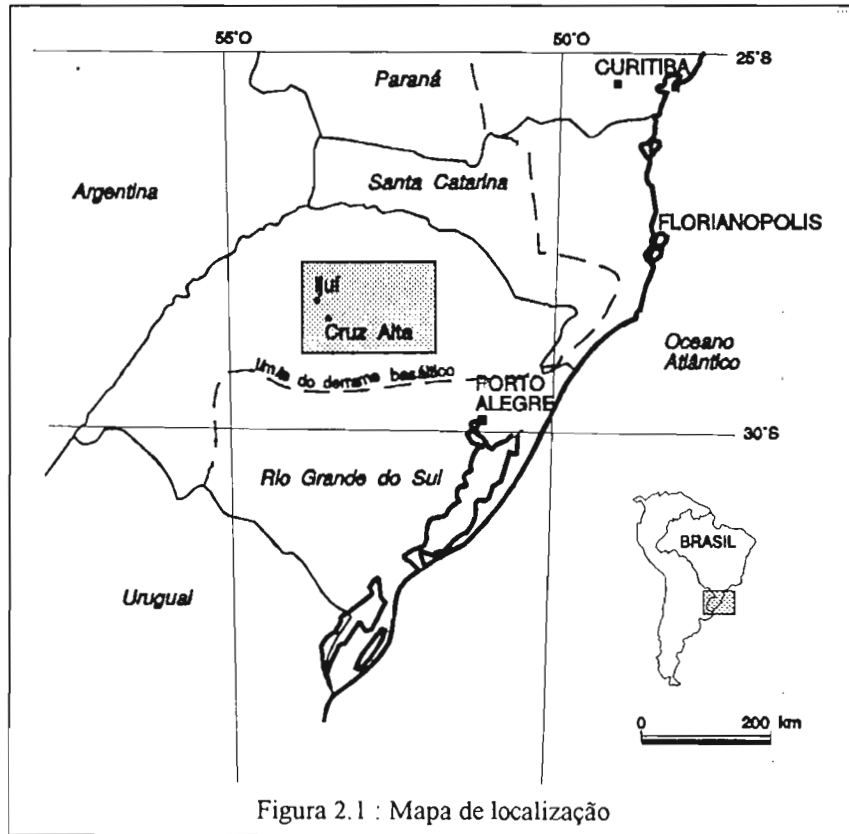 55°O
50°O
25°S
CURITIBA
Paraná
Santa Catarina
Argentina
FLORIANOPOLIS
Ijuí
Cruz Alta
Oceano
Atlântico
limite do derrame basáltico
PORTO
ALEGRE
30°S
Rio Grande do Sul
BRASIL
Uruguai
0 200 km
Figura 2.1 : Mapa de localização